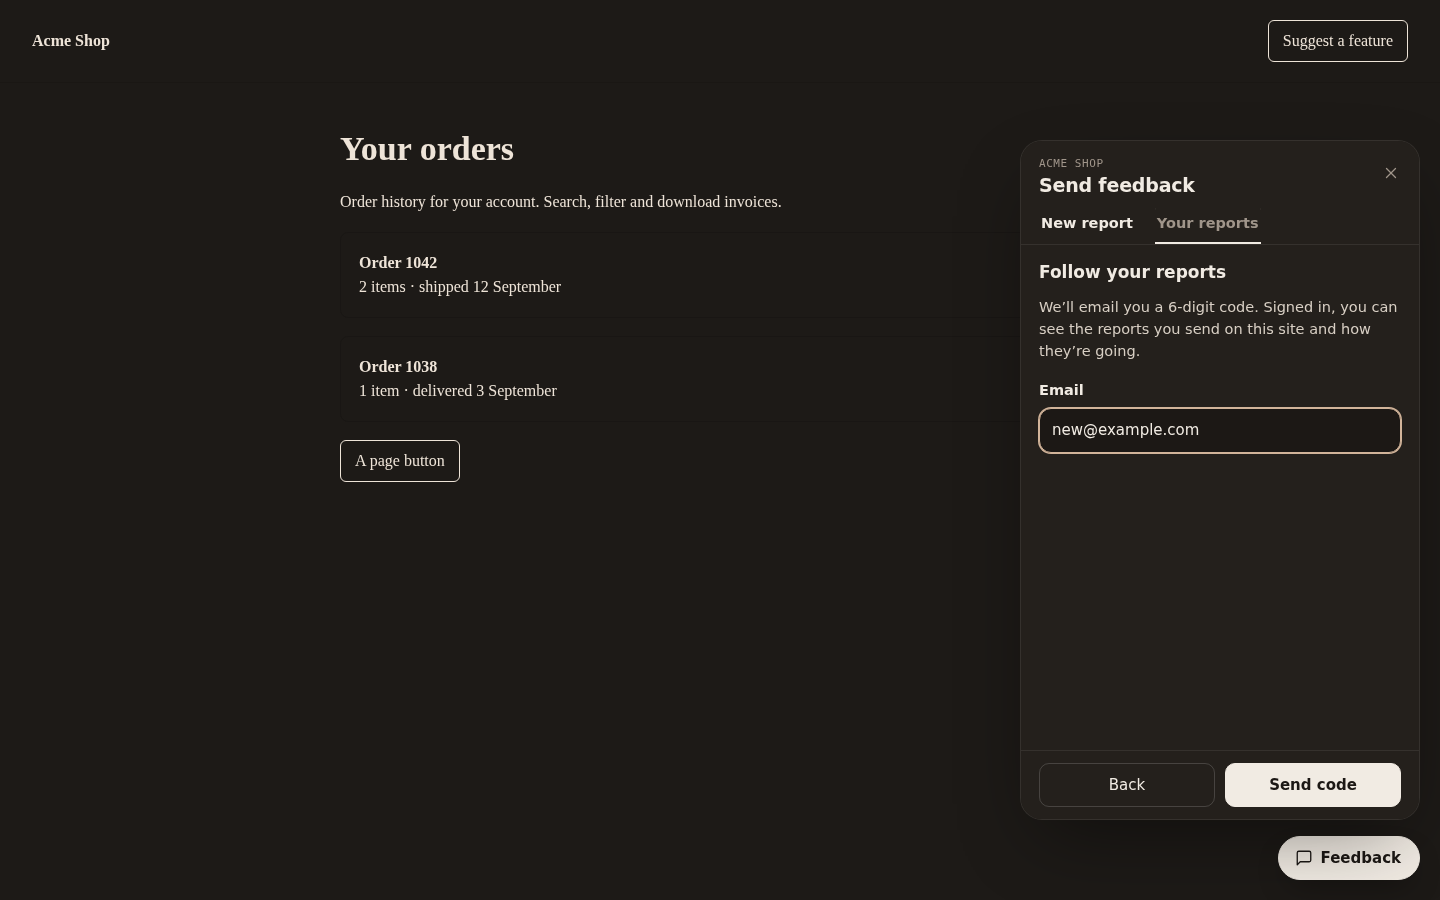 Acme Shop
Suggest a feature
Your orders
Order history for your account. Search, filter and download invoices.
Order 1042
2 items · shipped 12 September
Order 1038
1 item · delivered 3 September
A page button
ACME SHOP
Send feedback
New report
Your reports
Follow your reports
We’ll email you a 6-digit code. Signed in, you can
see the reports you send on this site and how
they’re going.
Email
new@example.com
Back
Send code
Feedback